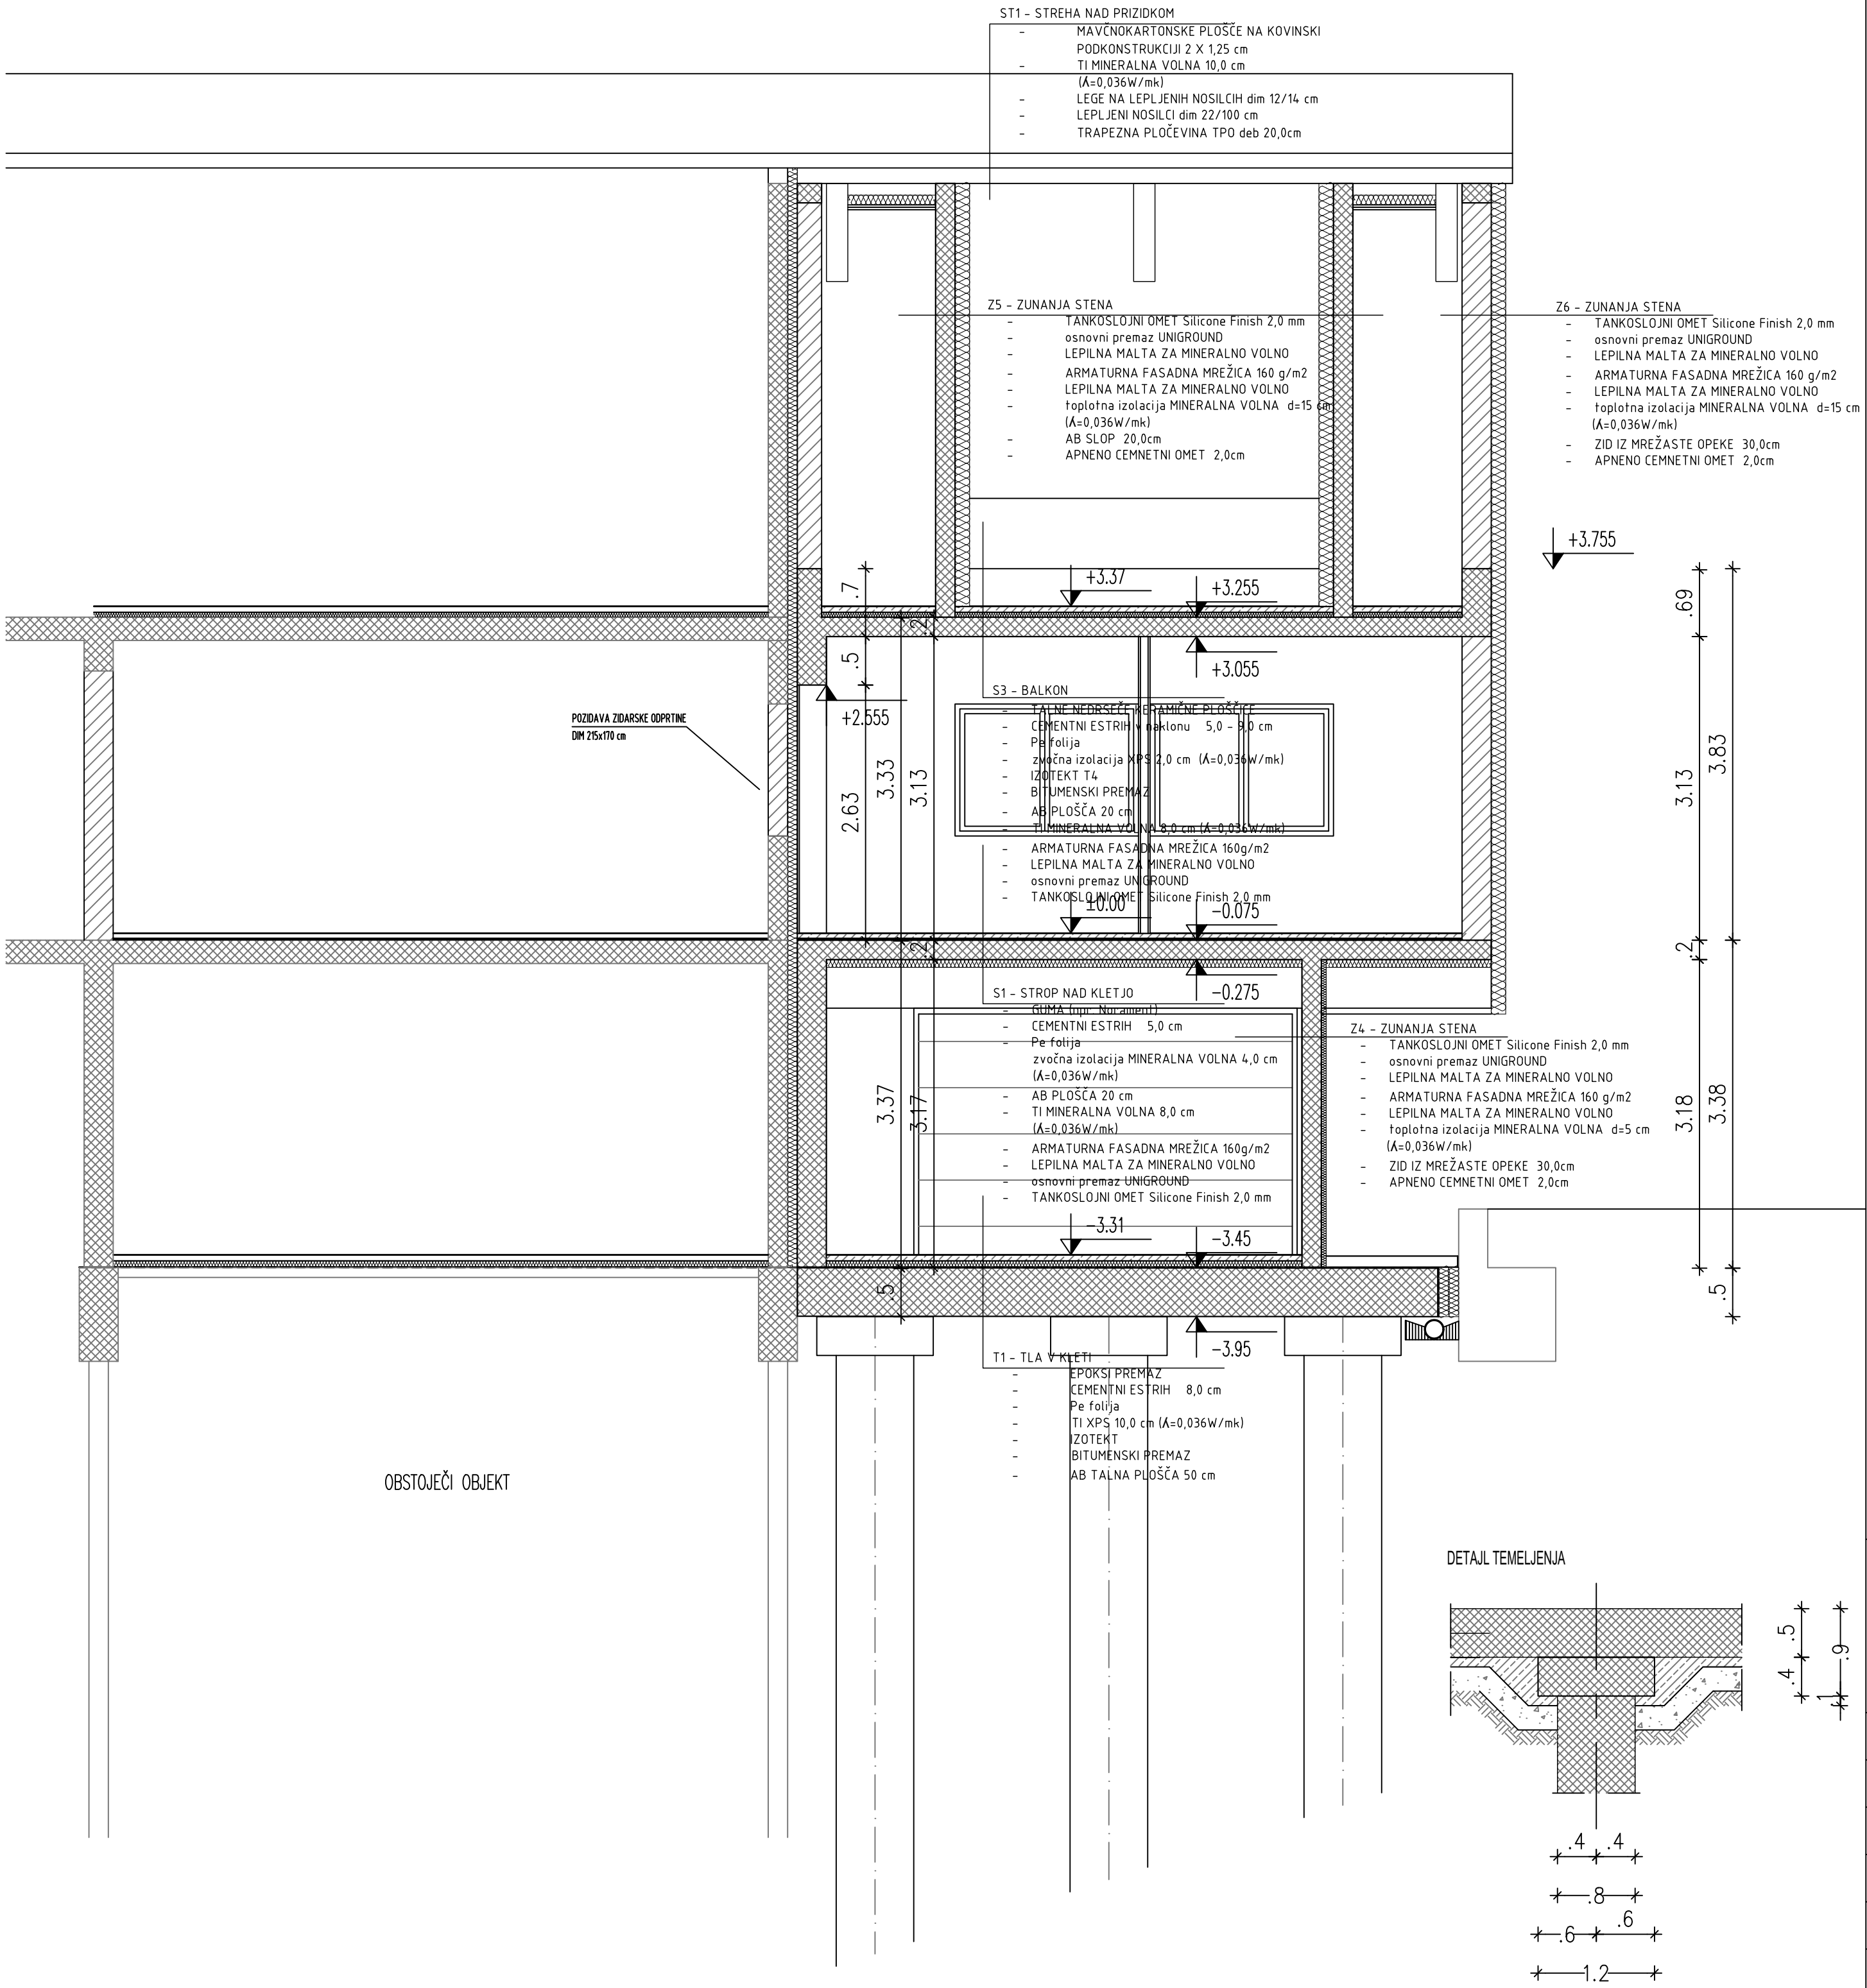 ST1 - STREHA NAD PRIZIDKOM
- MAVČNOKARTONSKE PLOŠČE NA KOVINSKI
PODKONSTRUKCIJI 2 X 1,25 cm
- TI MINERALNA VOLNA 10,0 cm
(ʎ=0,036W/mk)
- LEGE NA LEPLJENIH NOSILCIH dim 12/14 cm
- LEPLJENI NOSILCI dim 22/100 cm
- TRAPEZNA PLOČEVINA TPO deb 20,0cm
Z5 - ZUNANJA STENA
- TANKOSLOJNI OMET Silicone Finish 2,0 mm
- osnovni premaz UNIGROUND
- LEPILNA MALTA ZA MINERALNO VOLNO
- ARMATURNA FASADNA MREŽICA 160 g/m2
- LEPILNA MALTA ZA MINERALNO VOLNO
- toplotna izolacija MINERALNA VOLNA d=15 cm
(ʎ=0,036W/mk)
- AB SLOP 20,0cm
- APNENO CEMNETNI OMET 2,0cm
Z6 - ZUNANJA STENA
- TANKOSLOJNI OMET Silicone Finish 2,0 mm
- osnovni premaz UNIGROUND
- LEPILNA MALTA ZA MINERALNO VOLNO
- ARMATURNA FASADNA MREŽICA 160 g/m2
- LEPILNA MALTA ZA MINERALNO VOLNO
- toplotna izolacija MINERALNA VOLNA d=15 cm
(ʎ=0,036W/mk)
- ZID IZ MREŽASTE OPEKE 30,0cm
- APNENO CEMNETNI OMET 2,0cm
+3.755
+3.37
+3.255
+3.055
+2.555
.7
.2
.5
2.63
3.33
3.13
.69
3.13
3.83
POZIDAVA ZIDARSKE ODPRTINE
DIM 215x170 cm
S3 - BALKON
- TALNE NEDRSEČE KERAMIČNE PLOŠČICE
- CEMENTNI ESTRIH v naklonu 5,0 - 9,0 cm
- Pe folija
- zvočna izolacija XPS 2,0 cm (ʎ=0,036W/mk)
- IZOTEKT T4
- BITUMENSKI PREMAZ
- AB PLOŠČA 20 cm
- TI MINERALNA VOLNA 8,0 cm (ʎ=0,036W/mk)
- ARMATURNA FASADNA MREŽICA 160g/m2
- LEPILNA MALTA ZA MINERALNO VOLNO
- osnovni premaz UNIGROUND
- TANKOSLOJNI OMET Silicone Finish 2,0 mm
±0.00
-0.075
-0.275
.2
.2
S1 - STROP NAD KLETJO
- GUMA (npr. Norament)
- CEMENTNI ESTRIH 5,0 cm
- Pe folija
zvočna izolacija MINERALNA VOLNA 4,0 cm
(ʎ=0,036W/mk)
- AB PLOŠČA 20 cm
- TI MINERALNA VOLNA 8,0 cm
(ʎ=0,036W/mk)
- ARMATURNA FASADNA MREŽICA 160g/m2
- LEPILNA MALTA ZA MINERALNO VOLNO
- osnovni premaz UNIGROUND
- TANKOSLOJNI OMET Silicone Finish 2,0 mm
Z4 - ZUNANJA STENA
- TANKOSLOJNI OMET Silicone Finish 2,0 mm
- osnovni premaz UNIGROUND
- LEPILNA MALTA ZA MINERALNO VOLNO
- ARMATURNA FASADNA MREŽICA 160 g/m2
- LEPILNA MALTA ZA MINERALNO VOLNO
- toplotna izolacija MINERALNA VOLNA d=5 cm
(ʎ=0,036W/mk)
- ZID IZ MREŽASTE OPEKE 30,0cm
- APNENO CEMNETNI OMET 2,0cm
3.37
3.17
3.18
3.38
-3.31
-3.45
.5
.5
-3.95
T1 - TLA V KLETI
- EPOKSI PREMAZ
- CEMENTNI ESTRIH 8,0 cm
- Pe folija
- TI XPS 10,0 cm (ʎ=0,036W/mk)
- IZOTEKT
- BITUMENSKI PREMAZ
- AB TALNA PLOŠČA 50 cm
OBSTOJEČI OBJEKT
DETAJL TEMELJENJA
.5
.4
.9
.1
.4 .4
.8
.6 .6
1.2